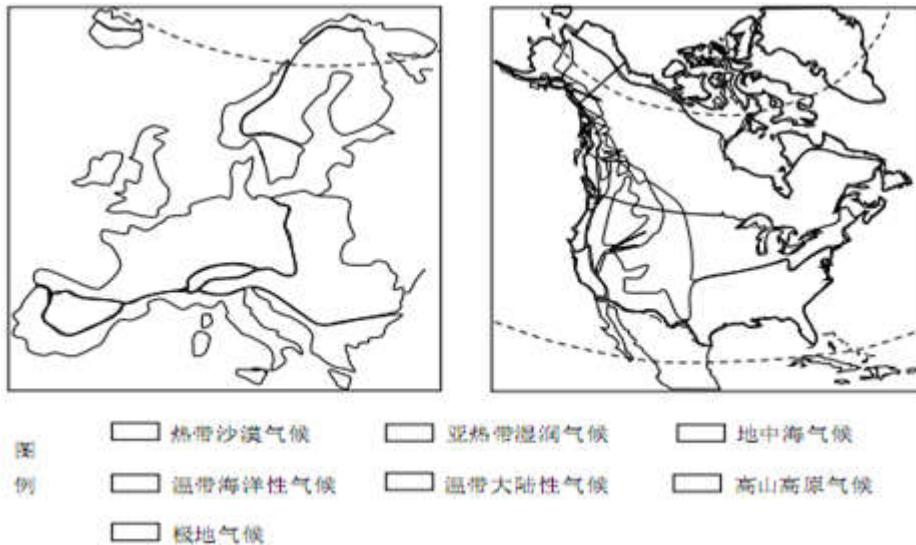 图例
热带沙漠气候 亚热带湿润气候 地中海气候
温带海洋性气候 温带大陆性气候 高山高原气候
极地气候